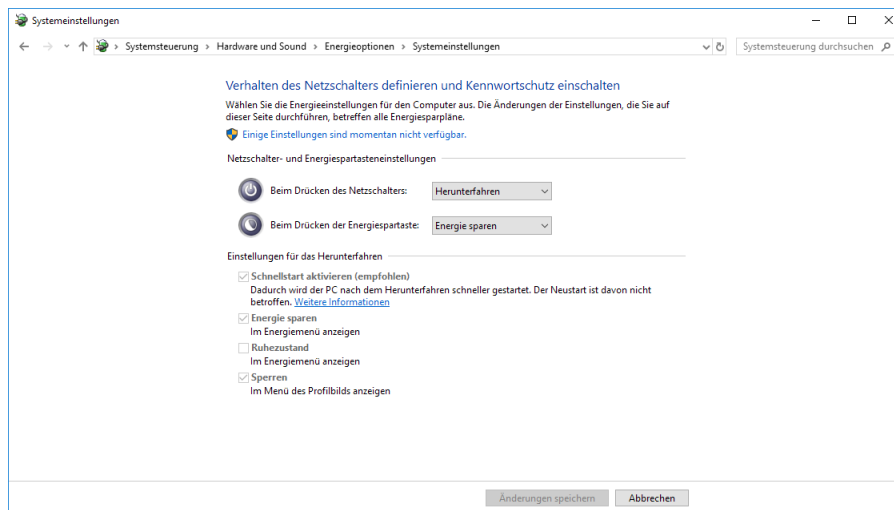 Systemeinstellungen
Systemsteuerung > Hardware und Sound > Energieoptionen > Systemeinstellungen
Systemsteuerung durchsuchen
Verhalten des Netzschalters definieren und Kennwortschutz einschalten
Wählen Sie die Energieeinstellungen für den Computer aus. Die Änderungen der Einstellungen, die Sie auf
dieser Seite durchführen, betreffen alle Energiesparpläne.
Einige Einstellungen sind momentan nicht verfügbar.
Netzschalter- und Energiespartasteneinstellungen
Beim Drücken des Netzschalters: Herunterfahren
Beim Drücken der Energiespartaste: Energie sparen
Einstellungen für das Herunterfahren
Schnellstart aktivieren (empfohlen)
Dadurch wird der PC nach dem Herunterfahren schneller gestartet. Der Neustart ist davon nicht
betroffen. Weitere Informationen
Energie sparen
Im Energiemenü anzeigen
Ruhezustand
Im Energiemenü anzeigen
Sperren
Im Menü des Profilbilds anzeigen
Änderungen speichern Abbrechen